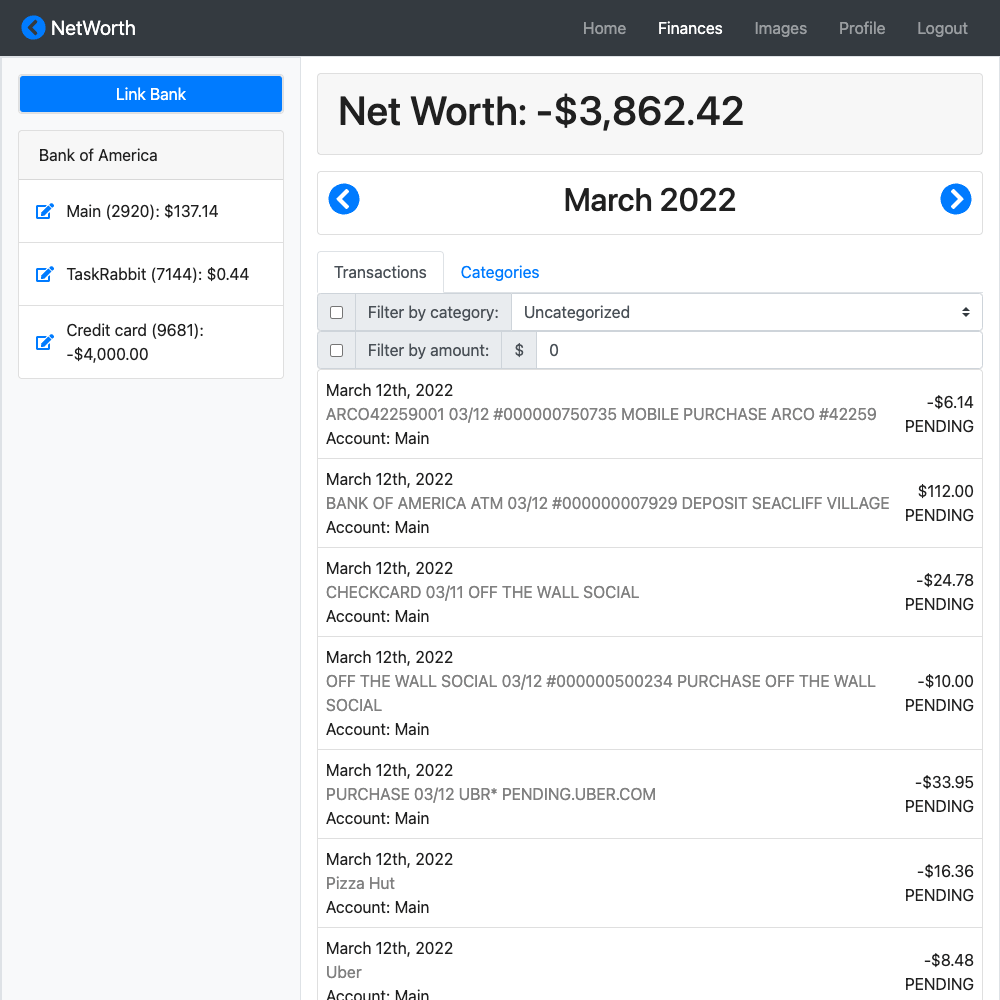 NetWorth
Home Finances Images Profile Logout
Link Bank
Bank of America
Main (2920): $137.14
TaskRabbit (7144): $0.44
Credit card (9681):
-$4,000.00
Net Worth: -$3,862.42
March 2022
Transactions Categories
Filter by category: Uncategorized
Filter by amount: $ 0
March 12th, 2022
ARCO42259001 03/12 #000000750735 MOBILE PURCHASE ARCO #42259
Account: Main
-$6.14
PENDING
March 12th, 2022
BANK OF AMERICA ATM 03/12 #000000007929 DEPOSIT SEACLIFF VILLAGE
Account: Main
$112.00
PENDING
March 12th, 2022
CHECKCARD 03/11 OFF THE WALL SOCIAL
Account: Main
-$24.78
PENDING
March 12th, 2022
OFF THE WALL SOCIAL 03/12 #000000500234 PURCHASE OFF THE WALL
SOCIAL
Account: Main
-$10.00
PENDING
March 12th, 2022
PURCHASE 03/12 UBR* PENDING.UBER.COM
Account: Main
-$33.95
PENDING
March 12th, 2022
Pizza Hut
Account: Main
-$16.36
PENDING
March 12th, 2022
Uber
Account: Main
-$8.48
PENDING